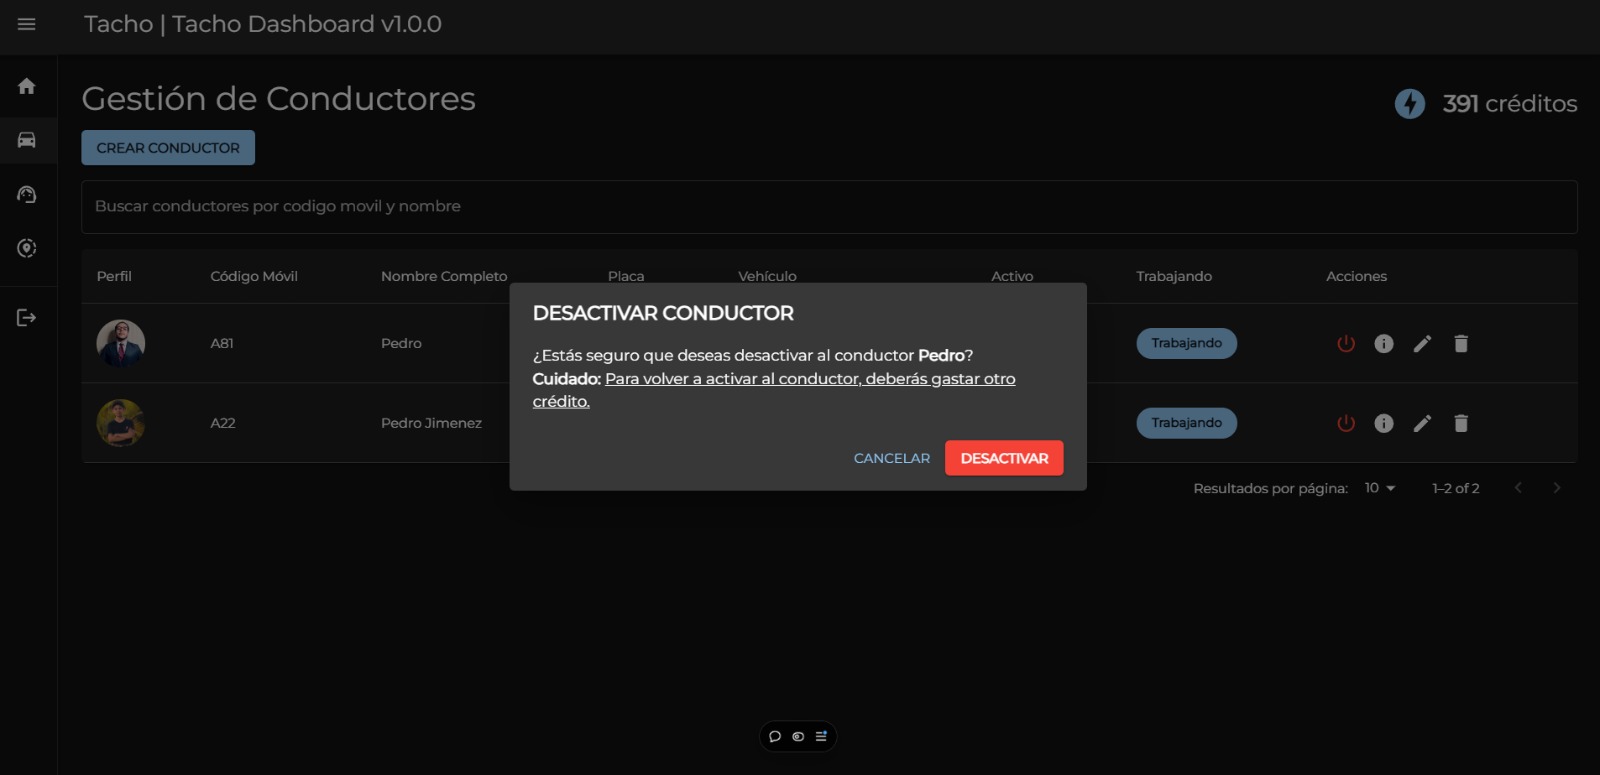 Tacho | Tacho Dashboard v1.0.0
Gestión de Conductores
391 créditos
CREAR CONDUCTOR
Buscar conductores por codigo movil y nombre
Perfil Código Móvil Nombre Completo Placa Vehículo Activo Trabajando Acciones
A81 Pedro Trabajando
A22 Pedro Jimenez Trabajando
DESACTIVAR CONDUCTOR
¿Estás seguro que deseas desactivar al conductor Pedro?
Cuidado: Para volver a activar al conductor, deberás gastar otro
crédito.
CANCELAR DESACTIVAR
Resultados por página: 10 1–2 of 2